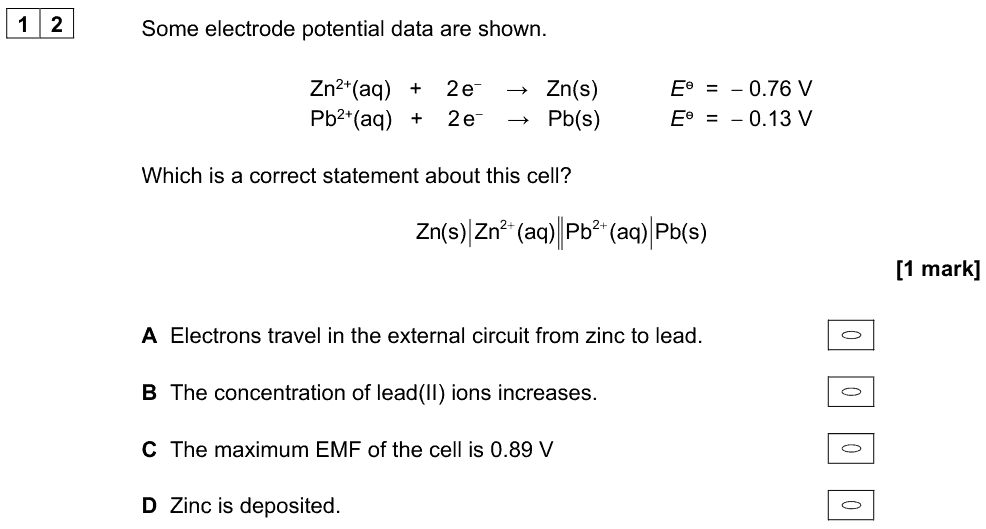 1 2 Some electrode potential data are shown.
Zn²⁺(aq) + 2e⁻ → Zn(s) E⦵ = – 0.76 V
Pb²⁺(aq) + 2e⁻ → Pb(s) E⦵ = – 0.13 V
Which is a correct statement about this cell?
Zn(s)|Zn²⁺(aq)||Pb²⁺(aq)|Pb(s)
[1 mark]
A Electrons travel in the external circuit from zinc to lead.
B The concentration of lead(II) ions increases.
C The maximum EMF of the cell is 0.89 V
D Zinc is deposited.